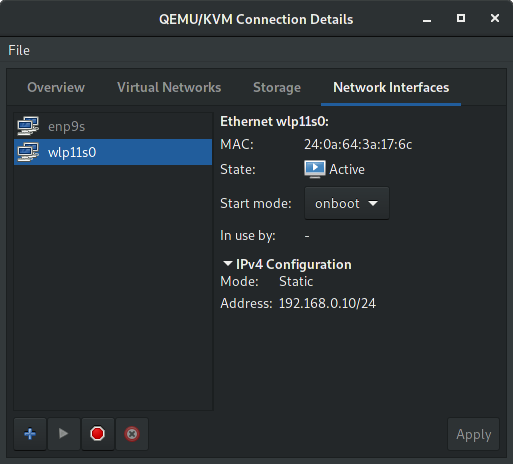 QEMU/KVM Connection Details
File
Overview Virtual Networks Storage Network Interfaces
enp9s
wlp11s0
Ethernet wlp11s0:
MAC: 24:0a:64:3a:17:6c
State: Active
Start mode: onboot
In use by: -
IPv4 Configuration
Mode: Static
Address: 192.168.0.10/24
Apply